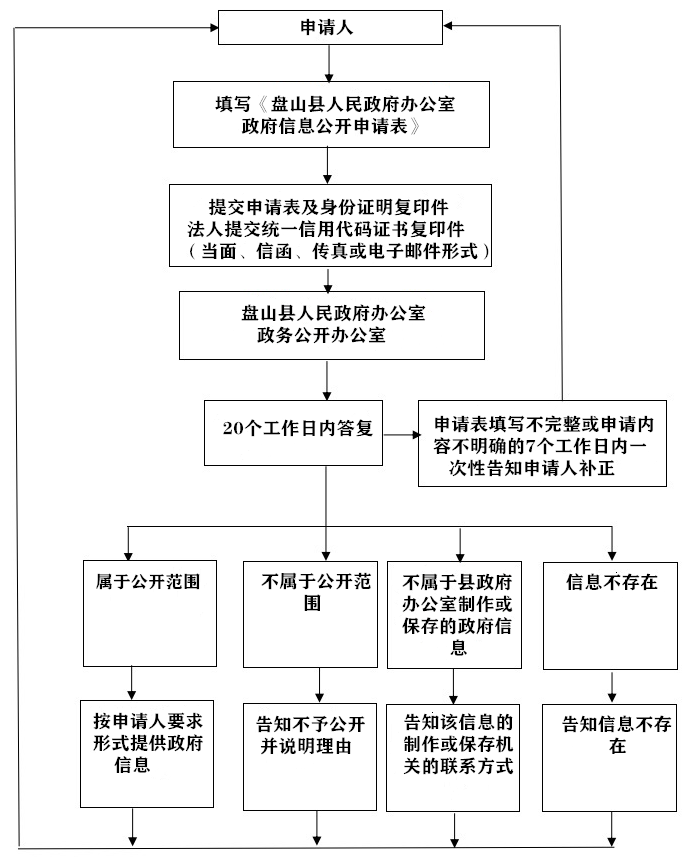 申请人
填写《盘山县人民政府办公室
政府信息公开申请表》
提交申请表及身份证明复印件
法人提交统一信用代码证书复印件
（当面、信函、传真或电子邮件形式）
盘山县人民政府办公室
政务公开办公室
20个工作日内答复
申请表填写不完整或申请内
容不明确的7个工作日内一
次性告知申请人补正
属于公开范围
不属于公开范
围
不属于县政府
办公室制作或
保存的政府信
息
信息不存在
按申请人要求
形式提供政府
信息
告知不予公开
并说明理由
告知该信息的
制作或保存机
关的联系方式
告知信息不存
在